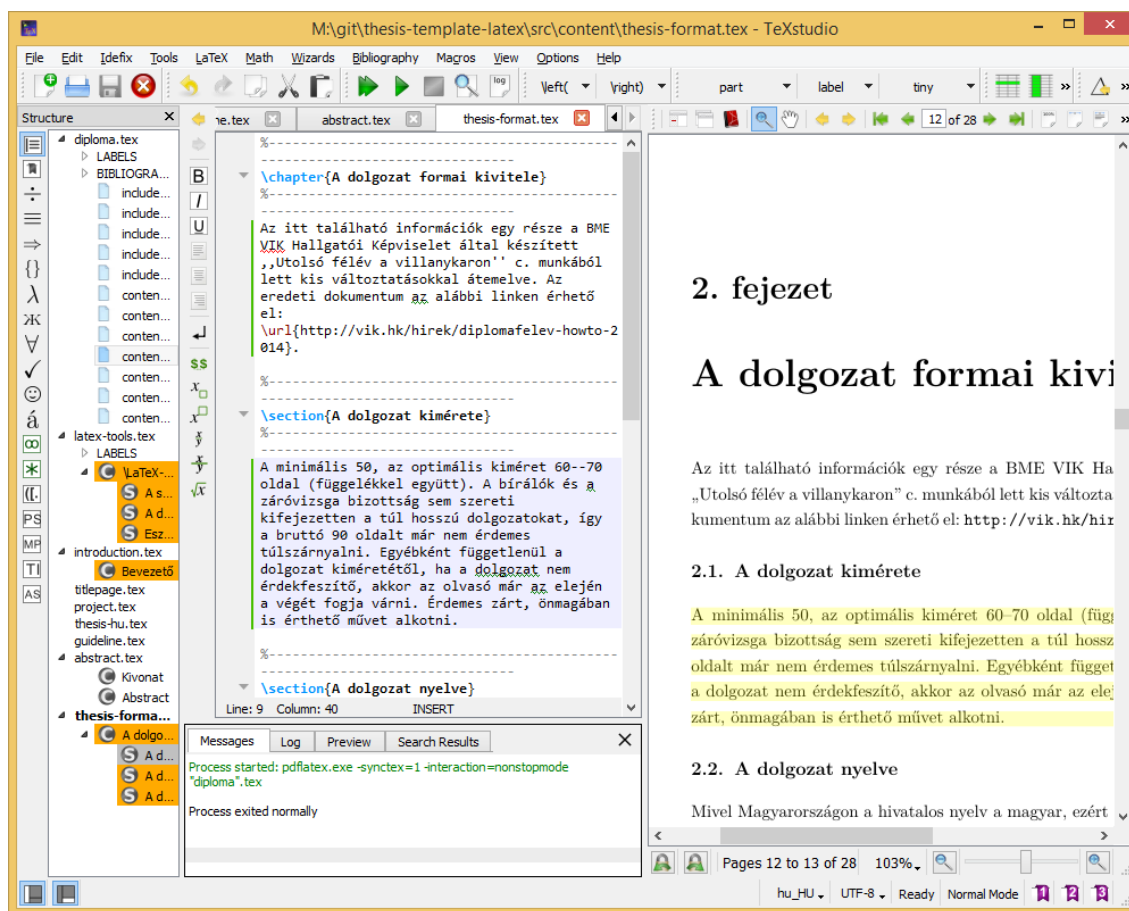 M:\git\thesis-template-latex\src\content\thesis-format.tex - TeXstudio
File Edit Idefix Tools LaTeX Math Wizards Bibliography Magros View Options Help
log \left( \right) part label tiny »
Structure X
ne.tex abstract.tex thesis-format.tex 12 of 28 »
diploma.tex
LABELS
BIBLIOGRA...
include...
include...
include...
include...
include...
conten...
conten...
conten...
conten...
conten...
conten...
conten...
latex-tools.tex
LABELS
\LaTeX-...
A s...
A d...
Esz...
introduction.tex
Bevezető
titlepage.tex
project.tex
thesis-hu.tex
guideline.tex
abstract.tex
Kivonat
Abstract
thesis-forma...
A dolgo...
A d...
A d...
A d...
PS
MP
TI
AS
B
I
U
$$
%------------------------------------------
------------------------------
\chapter{A dolgozat formai kivitele}
%------------------------------------------
------------------------------
Az itt található információk egy része a BME
VIK Hallgatói Képviselet által készített
,,Utolsó félév a villanykaron'' c. munkából
lett kis változtatásokkal átemelve. Az
eredeti dokumentum az alábbi linken érhető
el:
\url{http://vik.hk/hirek/diplomafelev-howto-2
014}.
%------------------------------------------
------------------------------
\section{A dolgozat kimérete}
%------------------------------------------
------------------------------
A minimális 50, az optimális kiméret 60--70
oldal (függelékkel együtt). A bírálók és a
záróvizsga bizottság sem szereti
kifejezetten a túl hosszú dolgozatokat, így
a bruttó 90 oldalt már nem érdemes
túlszárnyalni. Egyébként függetlenül a
dolgozat kiméretétől, ha a dolgozat nem
érdekfeszítő, akkor az olvasó már az elején
a végét fogja várni. Érdemes zárt, önmagában
is érthető művet alkotni.
%------------------------------------------
------------------------------
\section{A dolgozat nyelve}
Line: 9 Column: 40 INSERT
Messages Log Preview Search Results X
Process started: pdflatex.exe -synctex=1 -interaction=nonstopmode
"diploma".tex
Process exited normally
2. fejezet
A dolgozat formai kivi
Az itt található információk egy része a BME VIK Ha
„Utolsó félév a villanykaron” c. munkából lett kis változta
kumentum az alábbi linken érhető el: http://vik.hk/hir
2.1. A dolgozat kimérete
A minimális 50, az optimális kiméret 60–70 oldal (füg
záróvizsga bizottság sem szereti kifejezetten a túl hossz
oldalt már nem érdemes túlszárnyalni. Egyébként függet
a dolgozat nem érdekfeszítő, akkor az olvasó már az elej
zárt, önmagában is érthető művet alkotni.
2.2. A dolgozat nyelve
Mivel Magyarországon a hivatalos nyelv a magyar, ezért
Pages 12 to 13 of 28 103%
hu_HU UTF-8 Ready Normal Mode 1 2 3